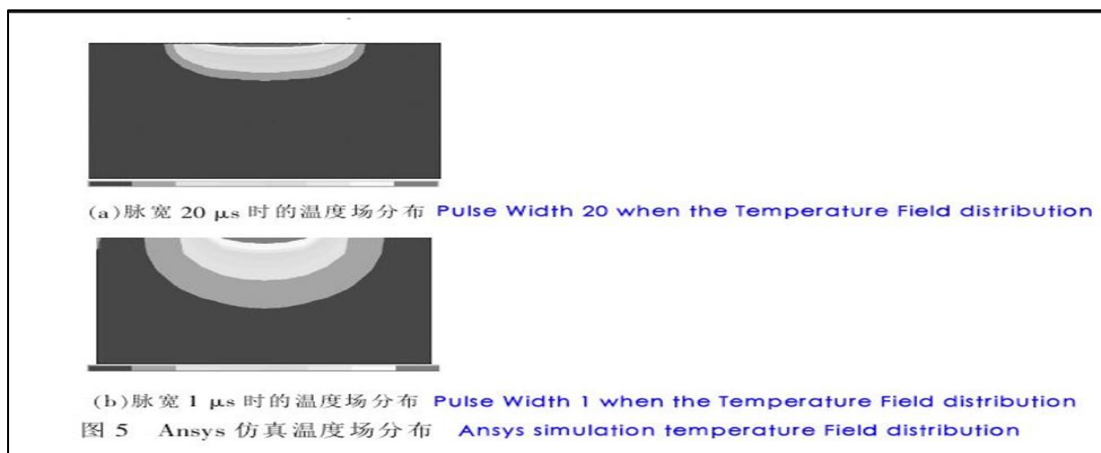 (a)脉宽 20 μs 时的温度场分布 Pulse Width 20 when the Temperature Field distribution
(b)脉宽 1 μs 时的温度场分布 Pulse Width 1 when the Temperature Field distribution
图 5 Ansys 仿真温度场分布 Ansys simulation temperature Field distribution